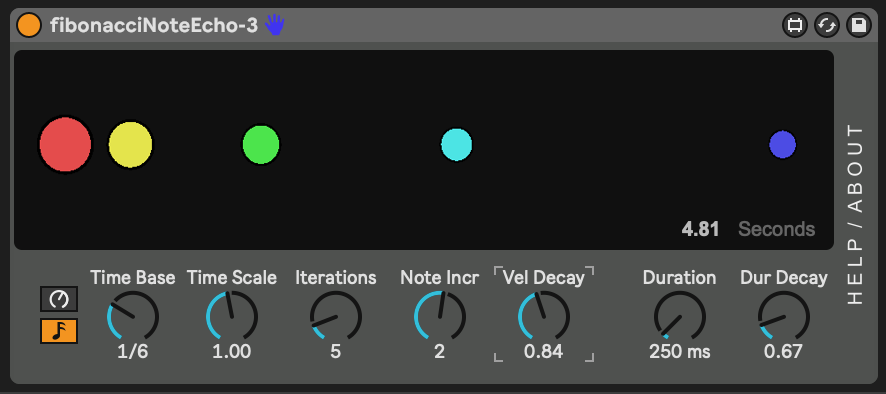 fibonacciNoteEcho-3
4.81 Seconds
HELP / ABOUT
Time Base Time Scale Iterations Note Incr Vel Decay Duration Dur Decay
1/6 1.00 5 2 0.84 250 ms 0.67